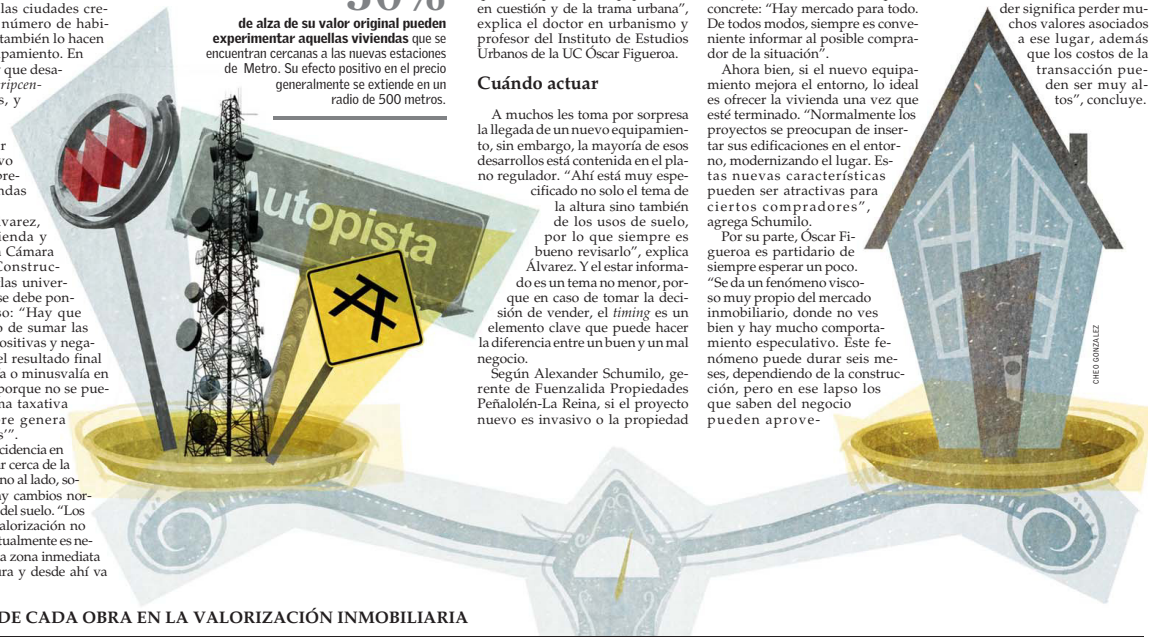 las ciudades cre-
número de habi-
también lo hacen
pamiento. En
que desa-
ripcen-
s, y
vo
pre-
ndas
varez,
ienda y
Cámara
Construc-
las univer-
se debe pon-
so: “Hay que
o de sumar las
ositivas y nega-
el resultado final
ía o minusvalía en
porque no se pue-
ma taxativa
re genera
s’”.
cidencia en
ar cerca de la
no al lado, so-
ay cambios nor-
del suelo. “Los
alorización no
tualmente es ne-
a zona inmediata
ura y desde ahí va
50%
de alza de su valor original pueden
experimentar aquellas viviendas que se
encuentran cercanas a las nuevas estaciones
de Metro. Su efecto positivo en el precio
generalmente se extiende en un
radio de 500 metros.
Autopista
en cuestión y de la trama urbana”,
explica el doctor en urbanismo y
profesor del Instituto de Estudios
Urbanos de la UC Óscar Figueroa.
Cuándo actuar
A muchos les toma por sorpresa
la llegada de un nuevo equipamien-
to, sin embargo, la mayoría de esos
desarrollos está contenida en el pla-
no regulador. “Ahí está muy espe-
cificado no solo el tema de
la altura sino también
de los usos de suelo,
por lo que siempre es
bueno revisarlo”, explica
Álvarez. Y el estar informa-
do es un tema no menor, por-
que en caso de tomar la deci-
sión de vender, el timing es un
elemento clave que puede hacer
la diferencia entre un buen y un mal
negocio.
Según Alexander Schumilo, ge-
rente de Fuenzalida Propiedades
Peñalolén-La Reina, si el proyecto
nuevo es invasivo o la propiedad
concrete: “Hay mercado para todo.
De todos modos, siempre es conve-
niente informar al posible compra-
dor de la situación”.
Ahora bien, si el nuevo equipa-
miento mejora el entorno, lo ideal
es ofrecer la vivienda una vez que
esté terminado. “Normalmente los
proyectos se preocupan de inser-
tar sus edificaciones en el entor-
no, modernizando el lugar. Es-
tas nuevas características
pueden ser atractivas para
ciertos compradores”,
agrega Schumilo.
Por su parte, Óscar Fi-
gueroa es partidario de
siempre esperar un poco.
“Se da un fenómeno visco-
so muy propio del mercado
inmobiliario, donde no ves
bien y hay mucho comporta-
miento especulativo. Este fe-
nómeno puede durar seis me-
ses, dependiendo de la construc-
ción, pero en ese lapso los
que saben del negocio
pueden aprove-
der significa perder mu-
chos valores asociados
a ese lugar, además
que los costos de la
transacción pue-
den ser muy al-
tos”, concluye.
CHEO GONZÁLEZ
DE CADA OBRA EN LA VALORIZACIÓN INMOBILIARIA